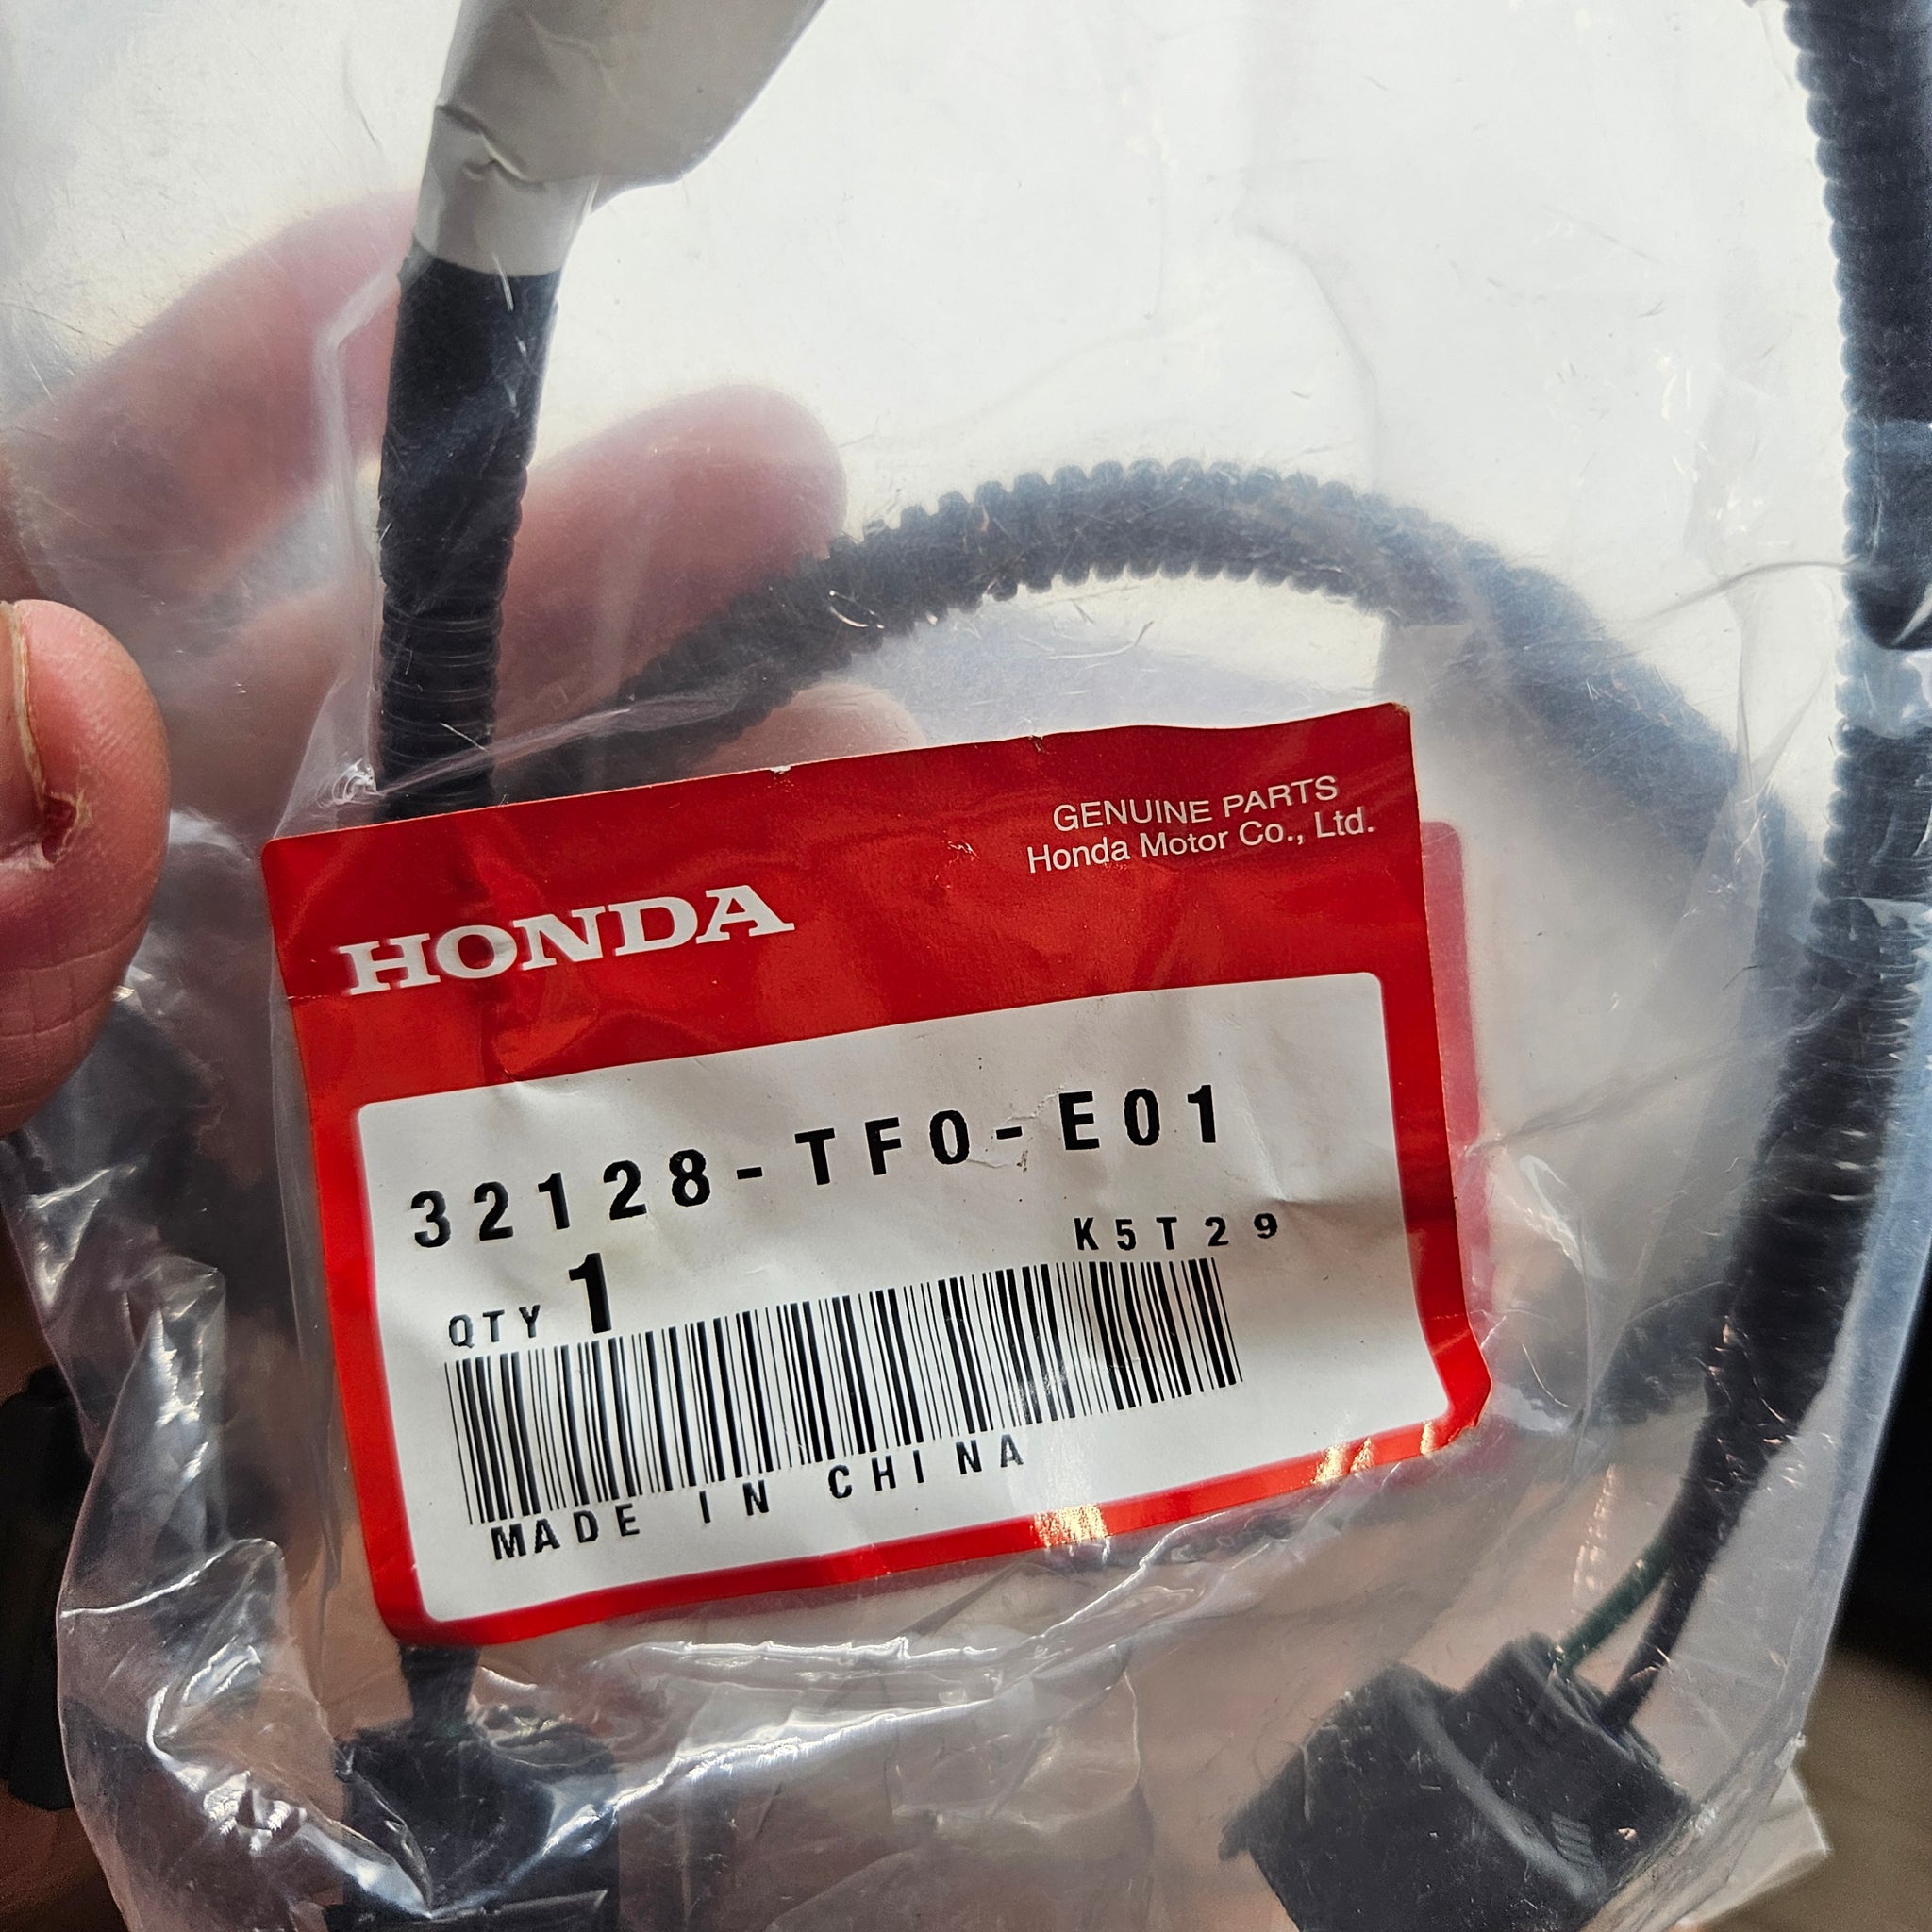 GENUINE PARTS
Honda Motor Co., Ltd.
HONDA
32128-TF0-E01
K5T29
QTY 1
MADE IN CHINA